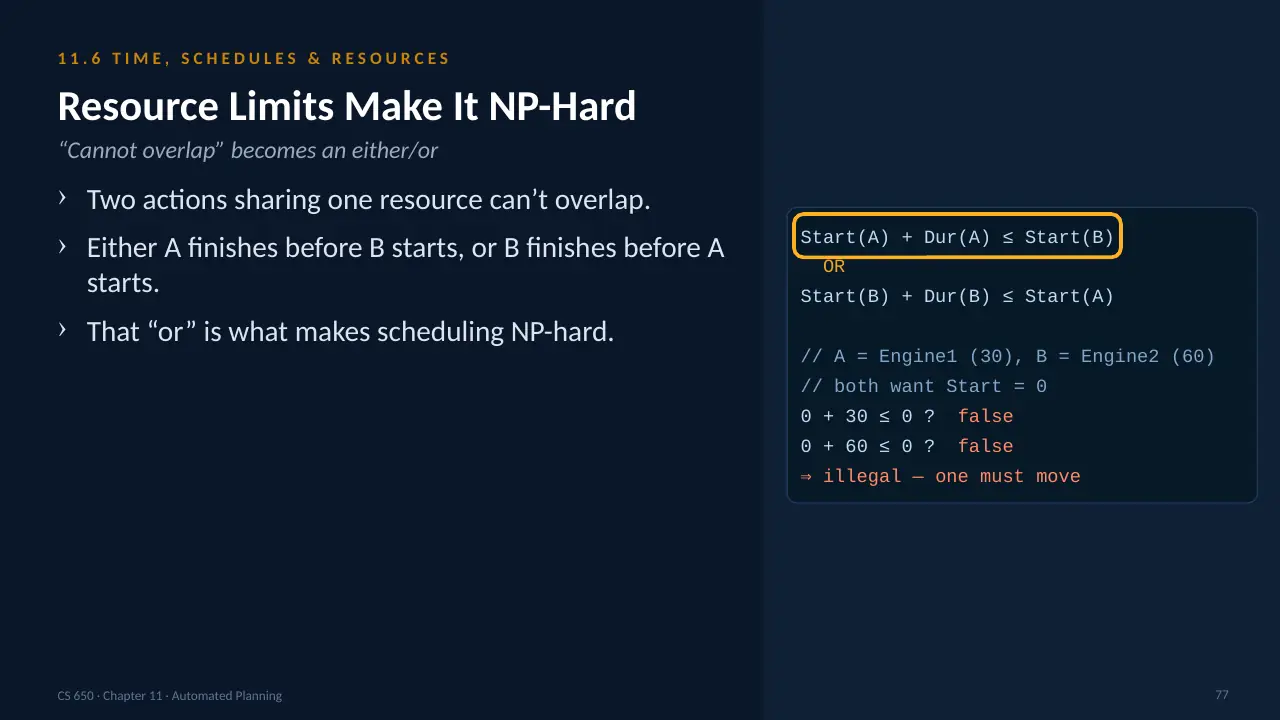 11.6 TIME, SCHEDULES & RESOURCES
Resource Limits Make It NP-Hard
“Cannot overlap” becomes an either/or
› Two actions sharing one resource can’t overlap.
› Either A finishes before B starts, or B finishes before A
starts.
› That “or” is what makes scheduling NP-hard.
Start(A) + Dur(A) ≤ Start(B)
OR
Start(B) + Dur(B) ≤ Start(A)
// A = Engine1 (30), B = Engine2 (60)
// both want Start = 0
0 + 30 ≤ 0 ?  false
0 + 60 ≤ 0 ?  false
⇒ illegal — one must move
CS 650 · Chapter 11 · Automated Planning
77